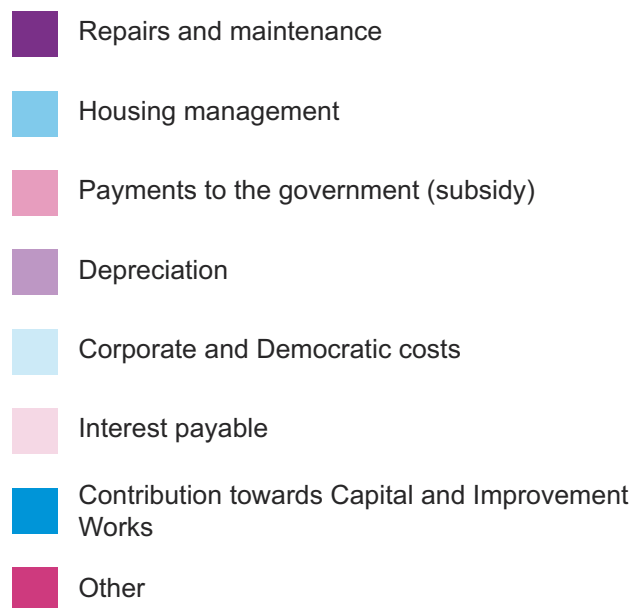 Repairs and maintenance
Housing management
Payments to the government (subsidy)
Depreciation
Corporate and Democratic costs
Interest payable
Contribution towards Capital and Improvement
Works
Other